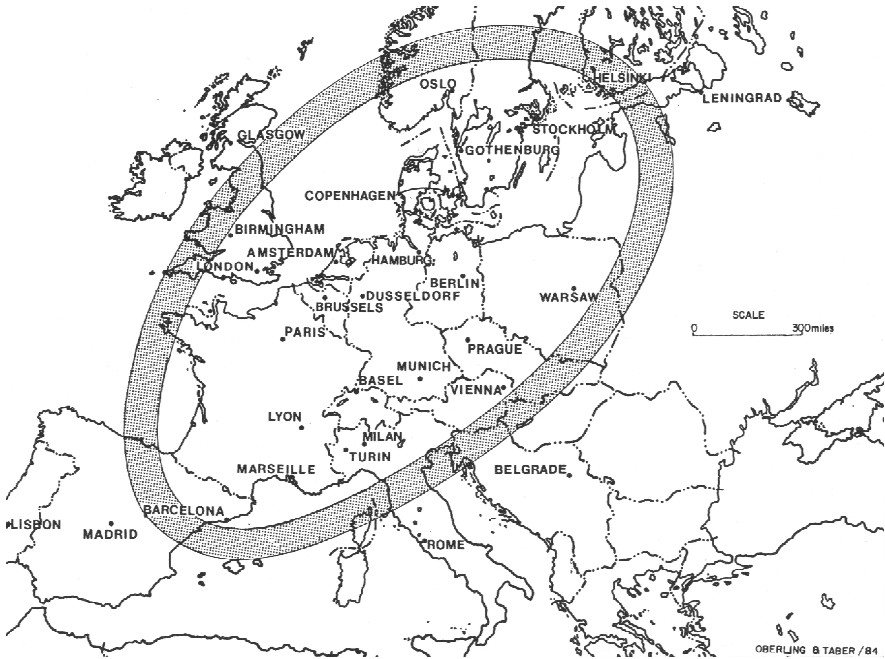 HELSINKI
OSLO
LENINGRAD
STOCKHOLM
GLASGOW
GOTHENBURG
COPENHAGEN
BIRMINGHAM
AMSTERDAM
HAMBURG
LONDON
BERLIN
DUSSELDORF
WARSAW
BRUSSELS
SCALE
0 300miles
PARIS
PRAGUE
MUNICH
BASEL
VIENNA
LYON
MILAN
TURIN
MARSEILLE
BELGRADE
BARCELONA
LISBON
MADRID
ROME
OBERLING & TABER/84